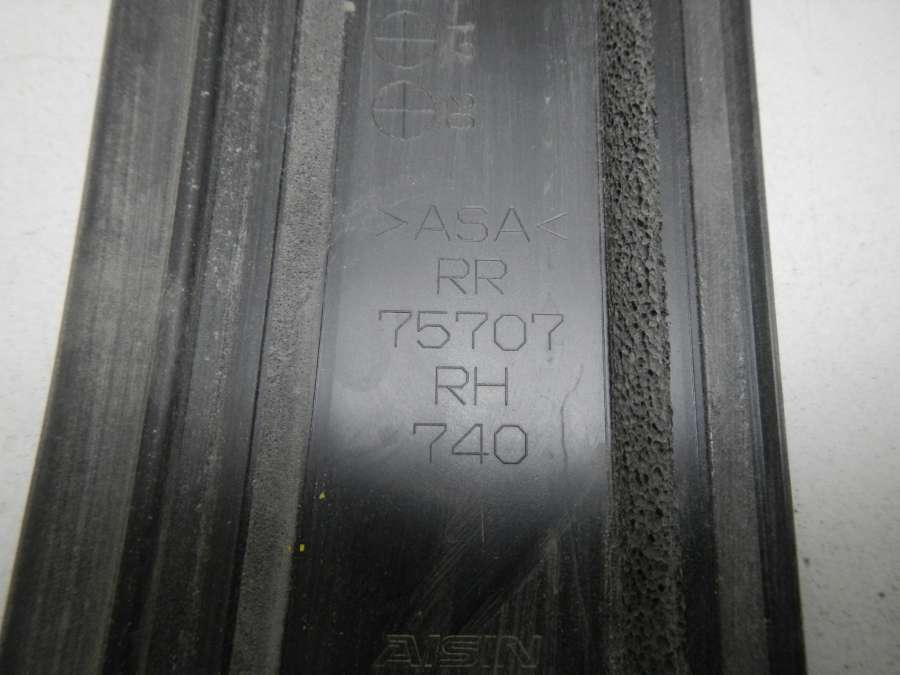 >ASA<
RR
75707
RH
740
AISIN